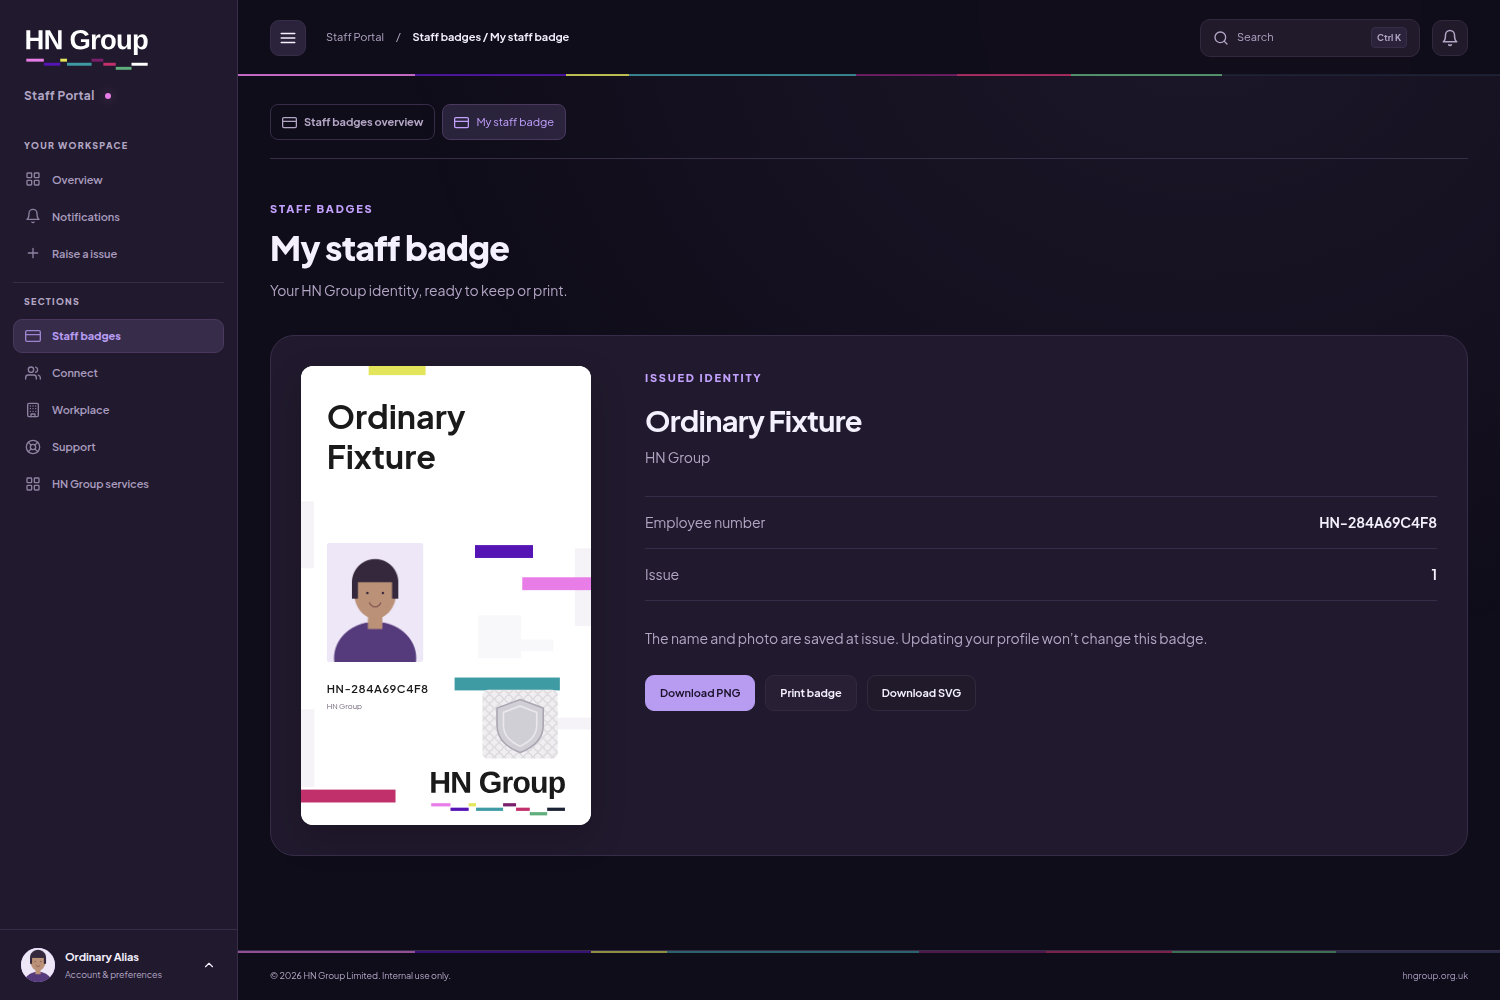 HN Group
Staff Portal
YOUR WORKSPACE
Overview
Notifications
Raise a issue
SECTIONS
Staff badges
Connect
Workplace
Support
HN Group services
Ordinary Alias
Account & preferences
Staff Portal / Staff badges / My staff badge
Search Ctrl K
Staff badges overview
My staff badge
STAFF BADGES
My staff badge
Your HN Group identity, ready to keep or print.
Ordinary
Fixture
HN-284A69C4F8
HN Group
HN Group
ISSUED IDENTITY
Ordinary Fixture
HN Group
Employee number HN-284A69C4F8
Issue 1
The name and photo are saved at issue. Updating your profile won't change this badge.
Download PNG
Print badge
Download SVG
© 2026 HN Group Limited. Internal use only.
hngroup.org.uk